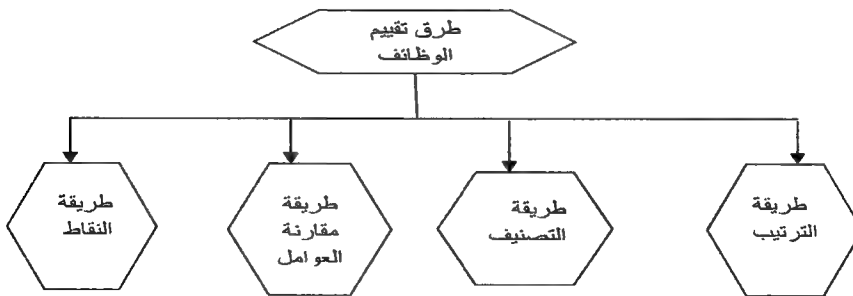 طرق تقييم
الوظائف
طريقة
الترتيب
طريقة
التصنيف
طريقة
مقارنة
العوامل
طريقة
النقاط